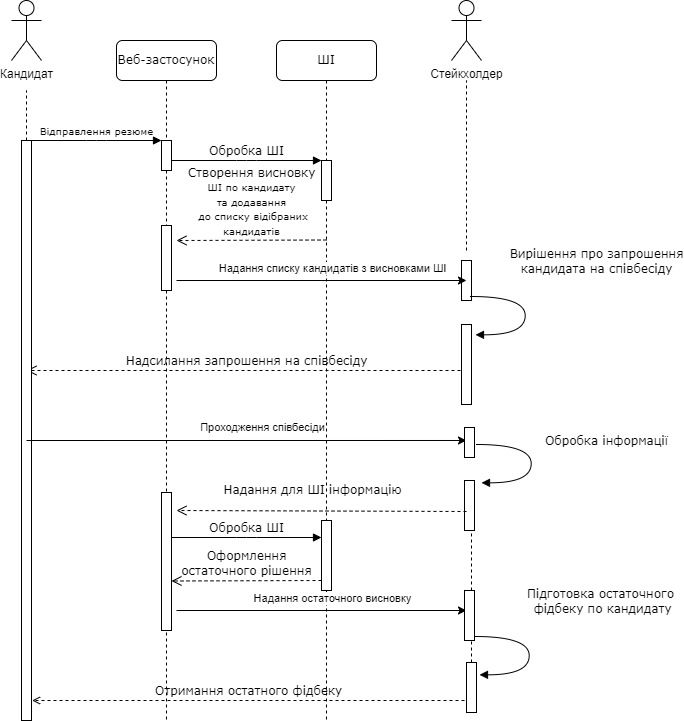 Кандидат
Веб-застосунок
ШІ
Стейкхолдер
Відправлення резюме
Обробка ШІ
Створення висновку
ШІ по кандидату
та додавання
до списку відібраних
кандидатів
Надання списку кандидатів з висновками ШІ
Вирішення про запрошення
кандидата на співбесіду
Надсилання запрошення на співбесіду
Проходження співбесіди
Обробка інформації
Надання для ШІ інформацію
Обробка ШІ
Оформлення
остаточного рішення
Надання остаточного висновку
Підготовка остаточного
фідбеку по кандидату
Отримання остатного фідбеку